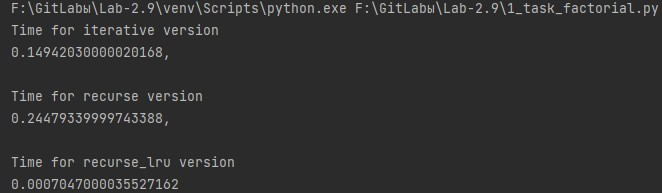 F:\GitLabы\Lab-2.9\venv\Scripts\python.exe F:\GitLabы\Lab-2.9\1_task_factorial.py
Time for iterative version
0.14942030000020168,
Time for recurse version
0.24479339999743388,
Time for recurse_lru version
0.0007047000035527162